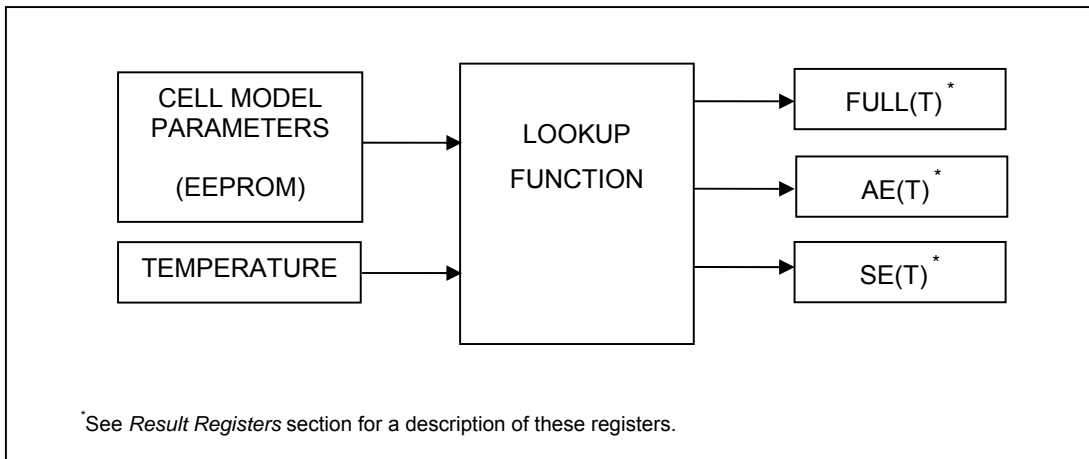 CELL MODEL
PARAMETERS
(EEPROM)
TEMPERATURE
LOOKUP
FUNCTION
FULL(T)*
AE(T)*
SE(T)*
*See Result Registers section for a description of these registers.